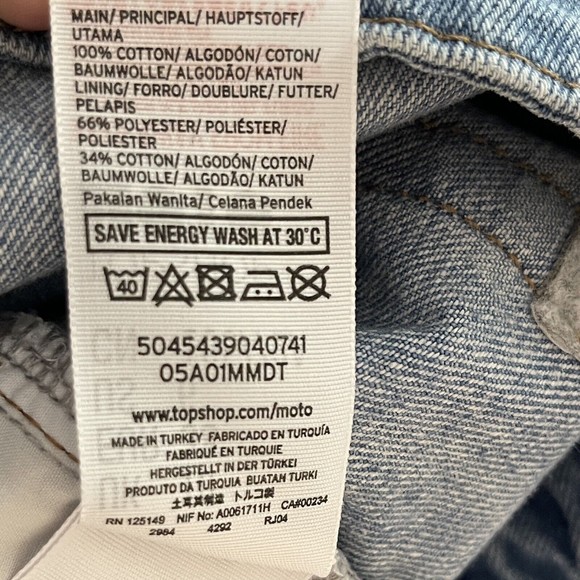 MAIN/ PRINCIPAL/ HAUPTSTOFF/
UTAMA
100% COTTON/ ALGODÓN/ COTON/
BAUMWOLLE/ ALGODÃO/ KATUN
LINING/ FORRO/ DOUBLURE/ FUTTER/
PELAPIS
66% POLYESTER/ POLIÉSTER/
POLIESTER
34% COTTON/ ALGODÓN/ COTON/
BAUMWOLLE/ ALGODÃO/ KATUN
Pakaian Wanita/ Celana Pendek
SAVE ENERGY WASH AT 30°C
40
5045439040741
05A01MMDT
www.topshop.com/moto
MADE IN TURKEY FABRICADO EN TURQUÍA
FABRIQUÉ EN TURQUIE
HERGESTELLT IN DER TÜRKEI
PRODUTO DA TURQUIA BUATAN TURKI
土耳其制造 トルコ製
RN 125149 NIF No: A0061711H CA#00234
2984 4292 RJ04